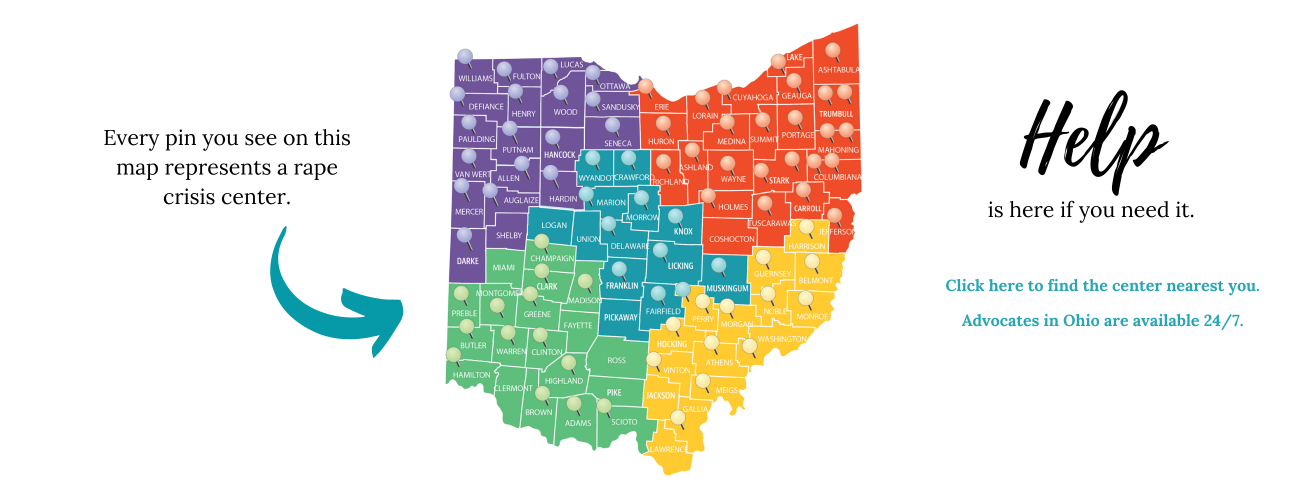 Every pin you see on this
map represents a rape
crisis center.
WILLIAMS
FULTON
LUCAS
OTTAWA
DEFIANCE
HENRY
WOOD
SANDUSKY
ERIE
LORAIN
CUYAHOGA
LAKE
GEAUGA
ASHTABULA
TRUMBULL
PAULDING
PUTNAM
HANCOCK
SENECA
HURON
MEDINA
SUMMIT
PORTAGE
MAHONING
VAN WERT
ALLEN
WYANDOT
CRAWFORD
RICHLAND
ASHLAND
WAYNE
STARK
COLUMBIANA
MERCER
AUGLAIZE
HARDIN
MARION
MORROW
HOLMES
TUSCARAWAS
CARROLL
JEFFERSON
DARKE
SHELBY
LOGAN
UNION
DELAWARE
KNOX
COSHOCTON
HARRISON
MIAMI
CHAMPAIGN
CLARK
MADISON
FRANKLIN
LICKING
MUSKINGUM
GUERNSEY
BELMONT
PREBLE
MONTGOME
GREENE
FAYETTE
PICKAWAY
FAIRFIELD
PERRY
MORGAN
NOBLE
MONROE
BUTLER
WARREN
CLINTON
ROSS
HOCKING
ATHENS
WASHINGTON
HAMILTON
CLERMONT
HIGHLAND
PIKE
VINTON
MEIGS
BROWN
ADAMS
SCIOTO
JACKSON
GALLIA
LAWRENCE
Help
is here if you need it.
Click here to find the center nearest you.
Advocates in Ohio are available 24/7.